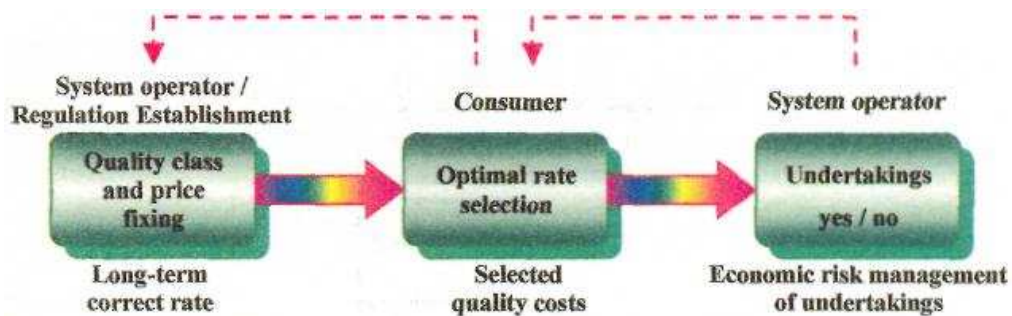 System operator /
Regulation Establishment
Quality class
and price
fixing
Long-term
correct rate
Consumer
Optimal rate
selection
Selected
quality costs
System operator
Undertakings
yes / no
Economic risk management
of undertakings